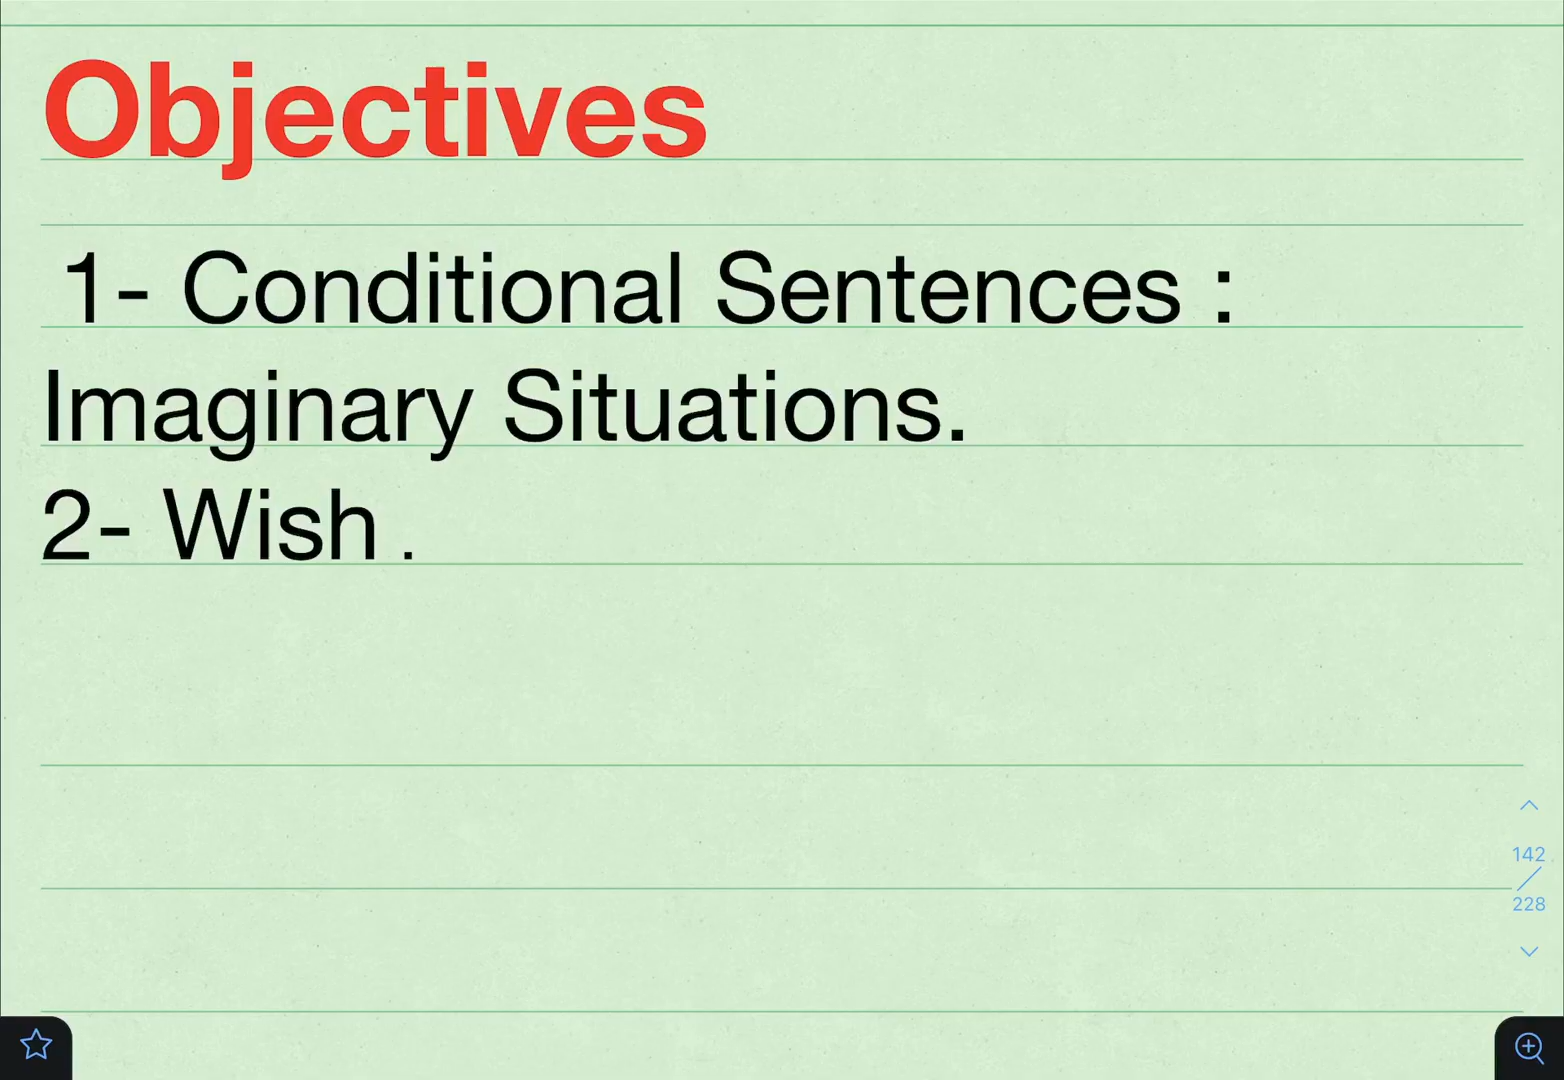 Objectives
1- Conditional Sentences :
Imaginary Situations.
2- Wish .
142
228